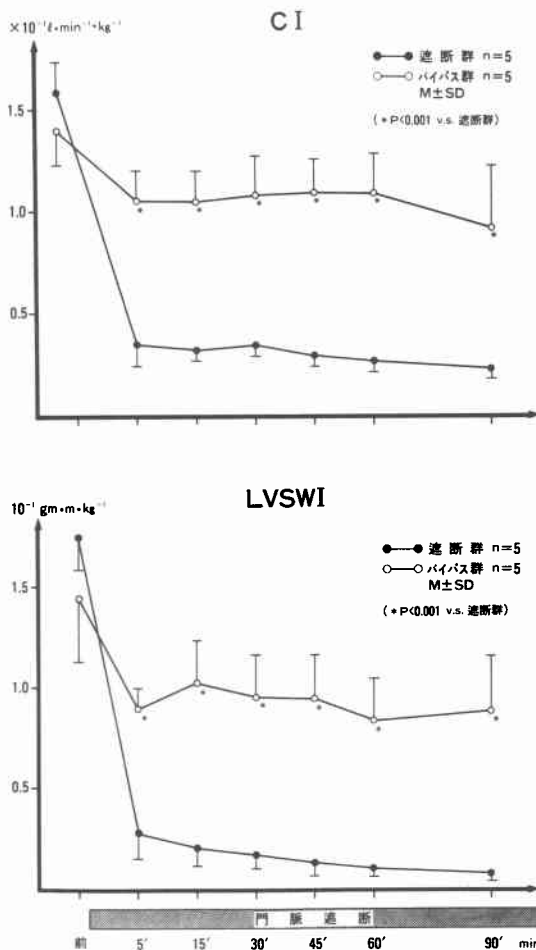 CI
×10⁻¹ℓ•min⁻¹•kg⁻¹
遮断群 n=5
バイパス群 n=5
M±SD
(*P<0.001 v.s. 遮断群)
1.5
1.0
0.5
* * * * * *
LVSWI
10⁻¹ gm•m•kg⁻¹
遮断群 n=5
バイパス群 n=5
M±SD
(*P<0.001 v.s. 遮断群)
1.5
1.0
0.5
* * * * * *
門脈遮断
前 5′ 15′ 30′ 45′ 60′ 90′ min